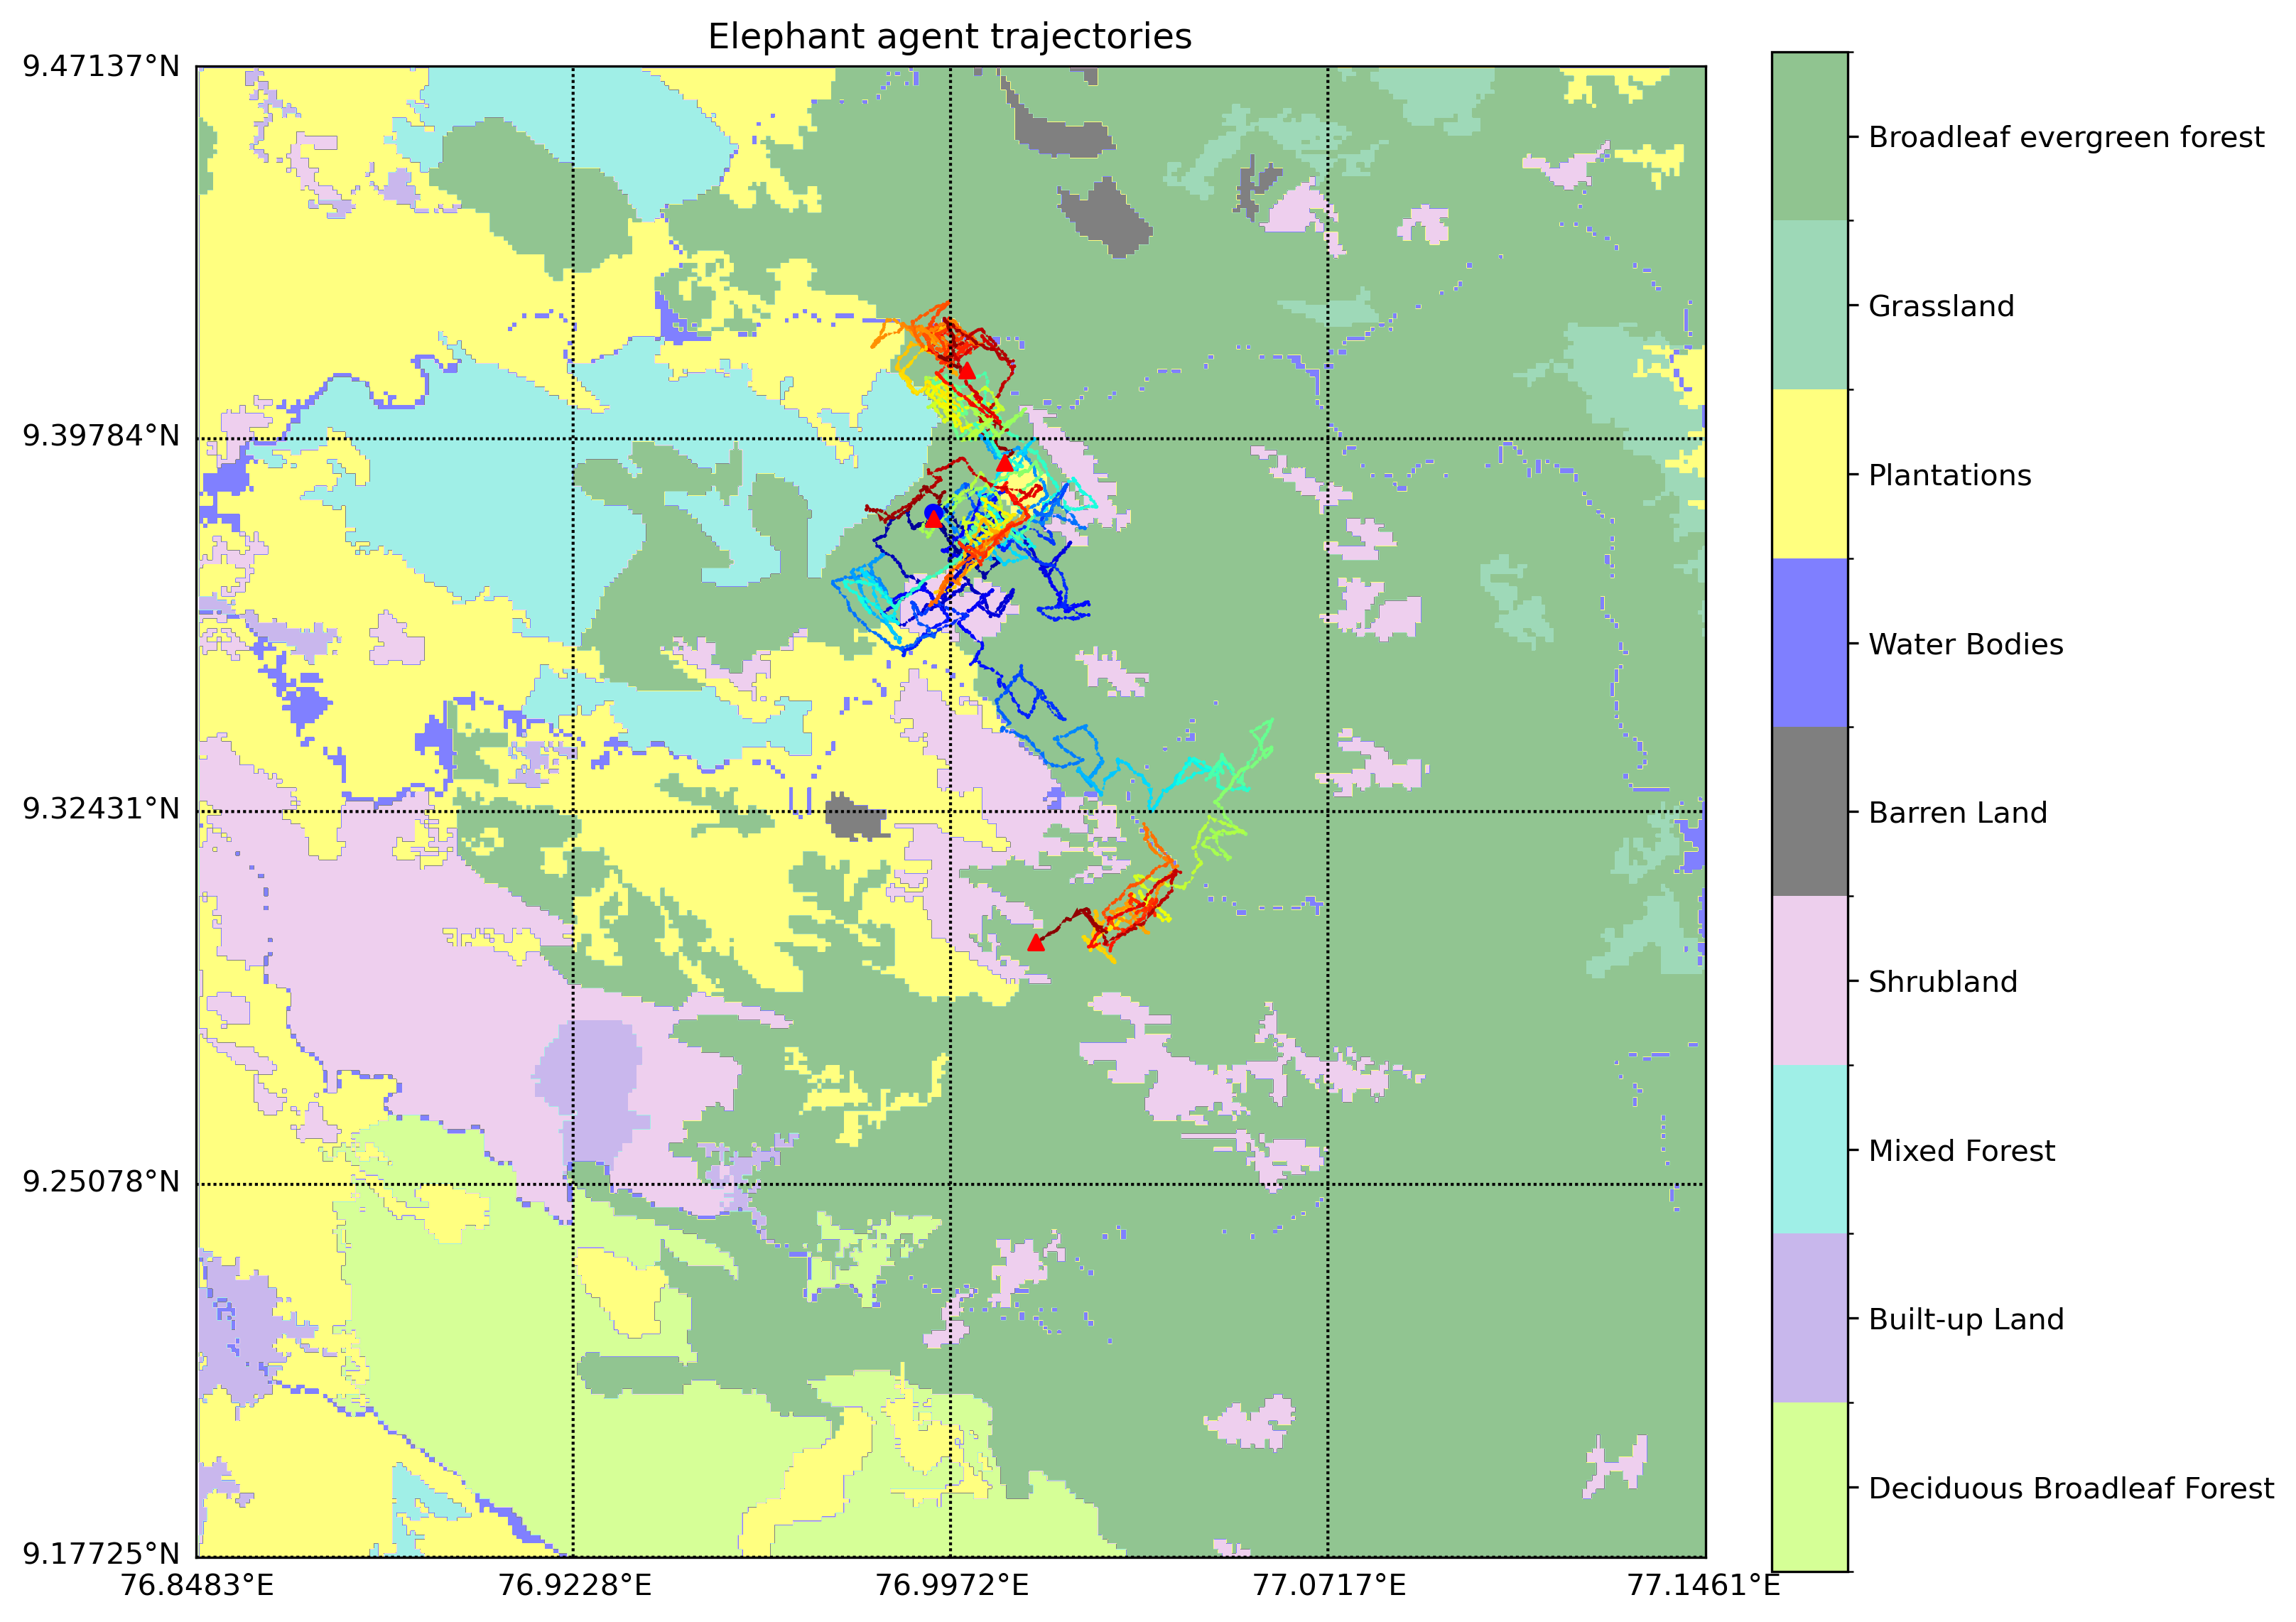 Elephant agent trajectories
9.47137°N
9.39784°N
9.32431°N
9.25078°N
9.17725°N
76.8483°E
76.9228°E
76.9972°E
77.0717°E
77.1461°E
Broadleaf evergreen forest
Grassland
Plantations
Water Bodies
Barren Land
Shrubland
Mixed Forest
Built-up Land
Deciduous Broadleaf Forest